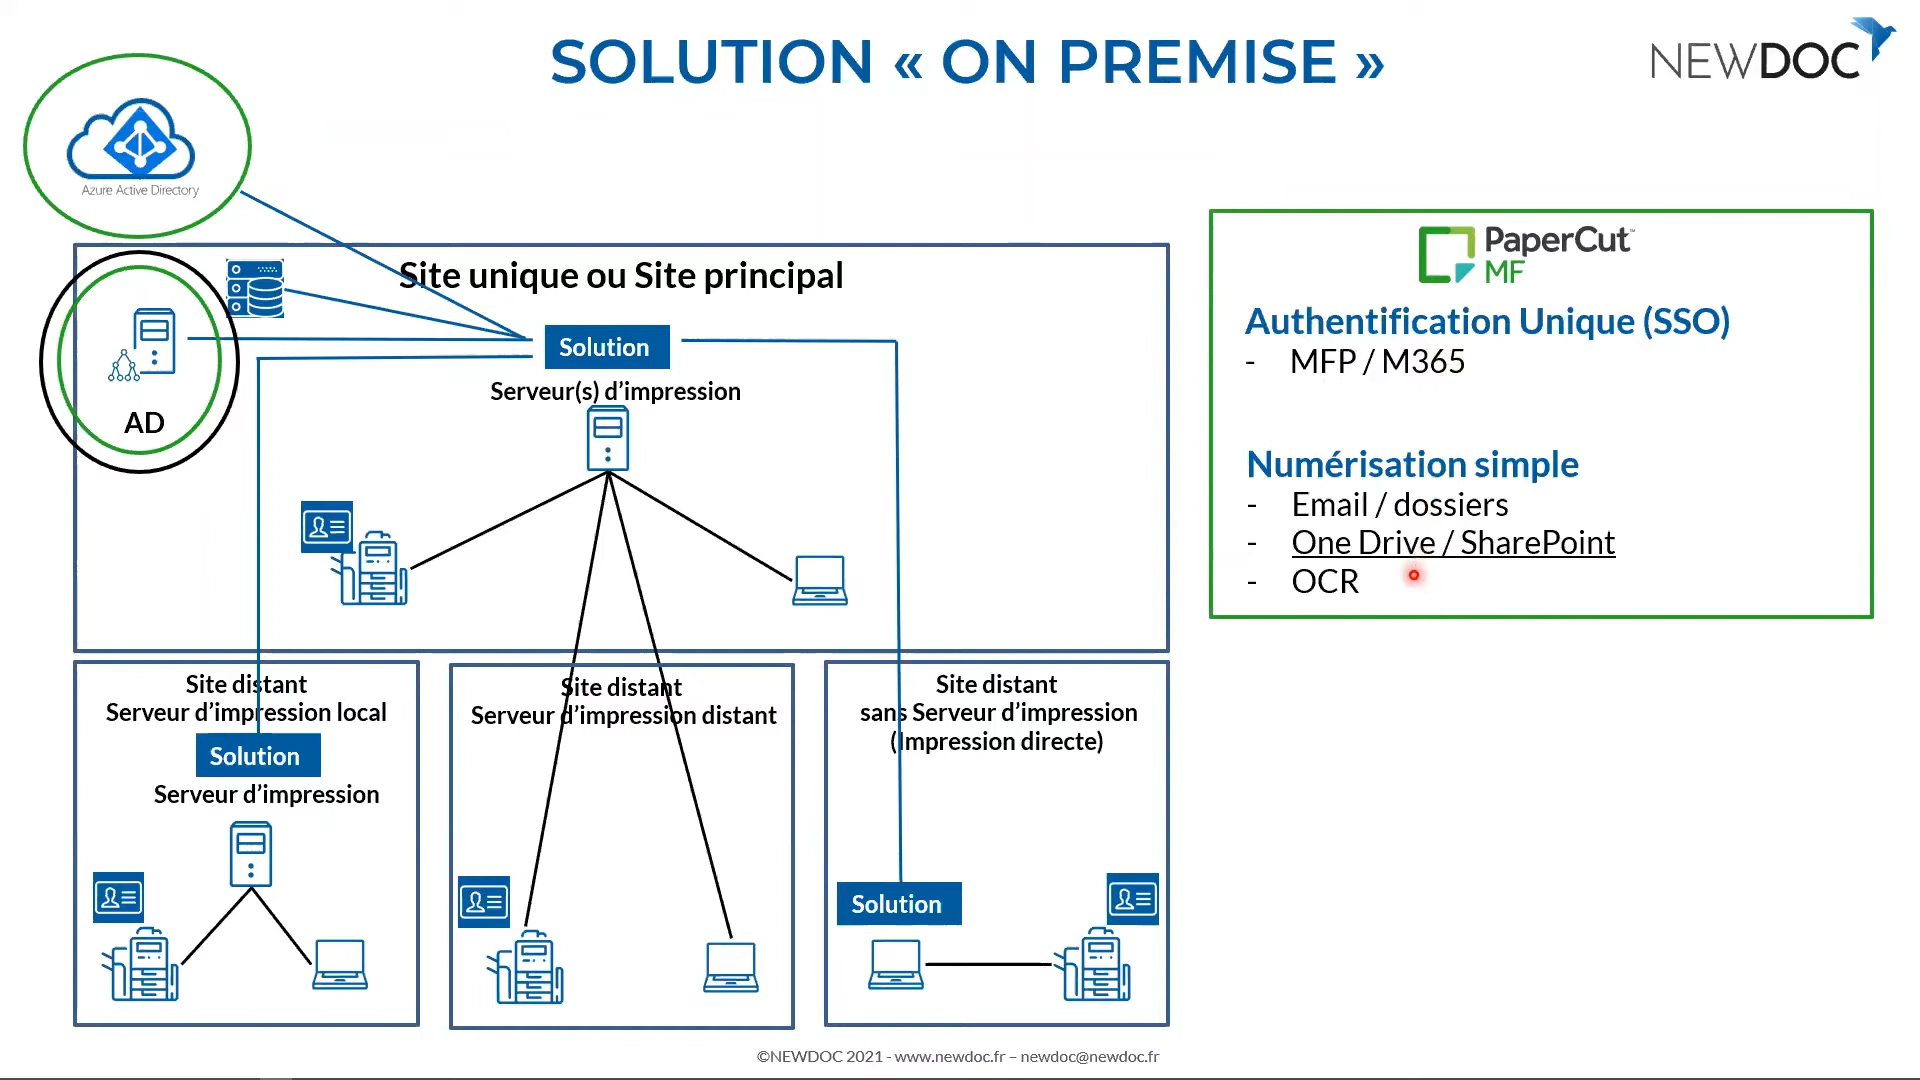 SOLUTION « ON PREMISE »
NEWDOC
Azure Active Directory
Site unique ou Site principal
AD
Solution
Serveur(s) d’impression
PaperCut™
MF
Authentification Unique (SSO)
- MFP / M365
Numérisation simple
- Email / dossiers
- One Drive / SharePoint
- OCR
Site distant
Serveur d’impression local
Solution
Serveur d’impression
Site distant
Serveur d’impression distant
Site distant
sans Serveur d’impression
(Impression directe)
Solution
©NEWDOC 2021 - www.newdoc.fr – newdoc@newdoc.fr